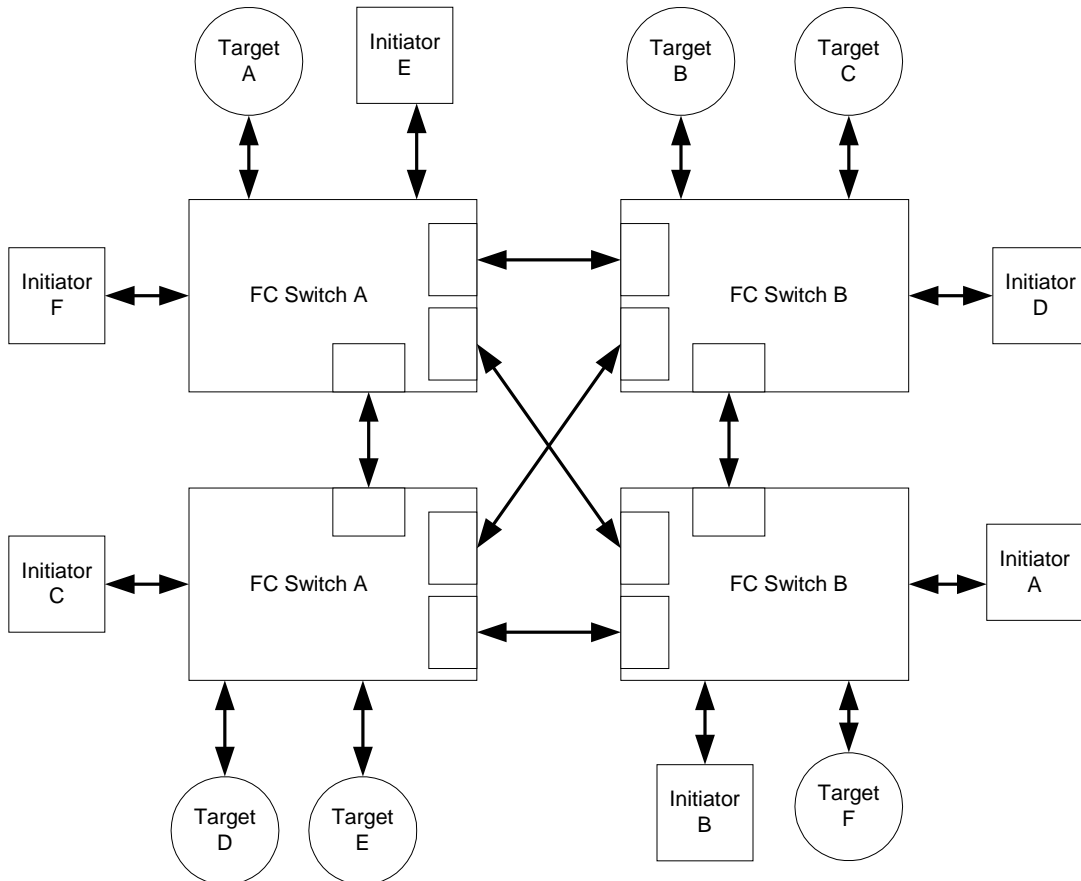 Target
A
Initiator
E
Target
B
Target
C
Initiator
F
FC Switch A
FC Switch B
Initiator
D
Initiator
C
FC Switch A
FC Switch B
Initiator
A
Target
D
Target
E
Initiator
B
Target
F